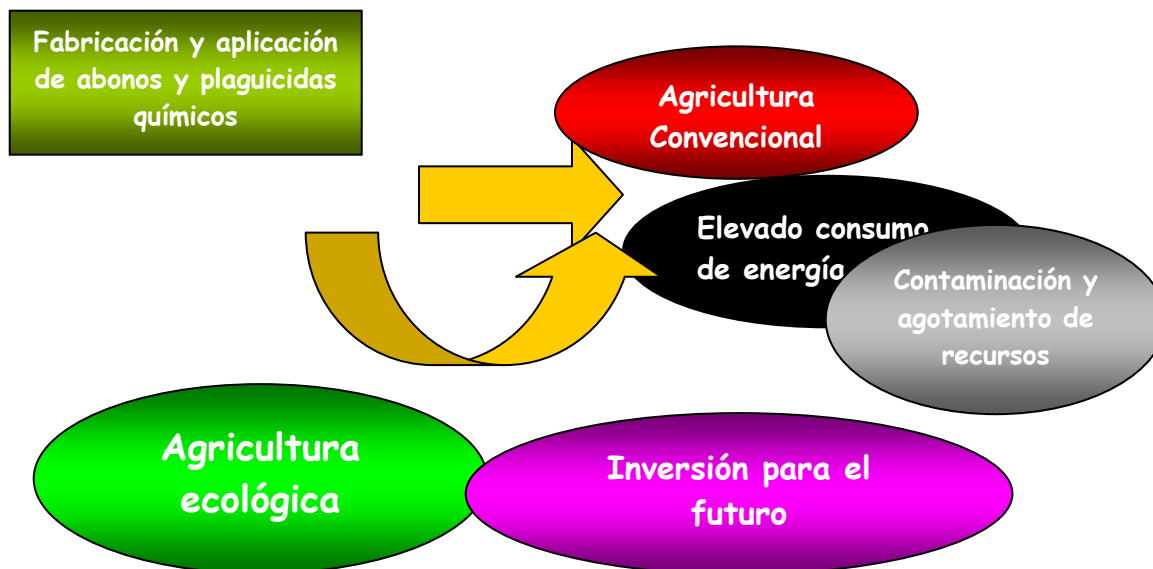 Fabricación y aplicación
de abonos y plaguicidas
químicos
Agricultura
Convencional
Elevado consumo
de energía
Contaminación y
agotamiento de
recursos
Agricultura
ecológica
Inversión para el
futuro